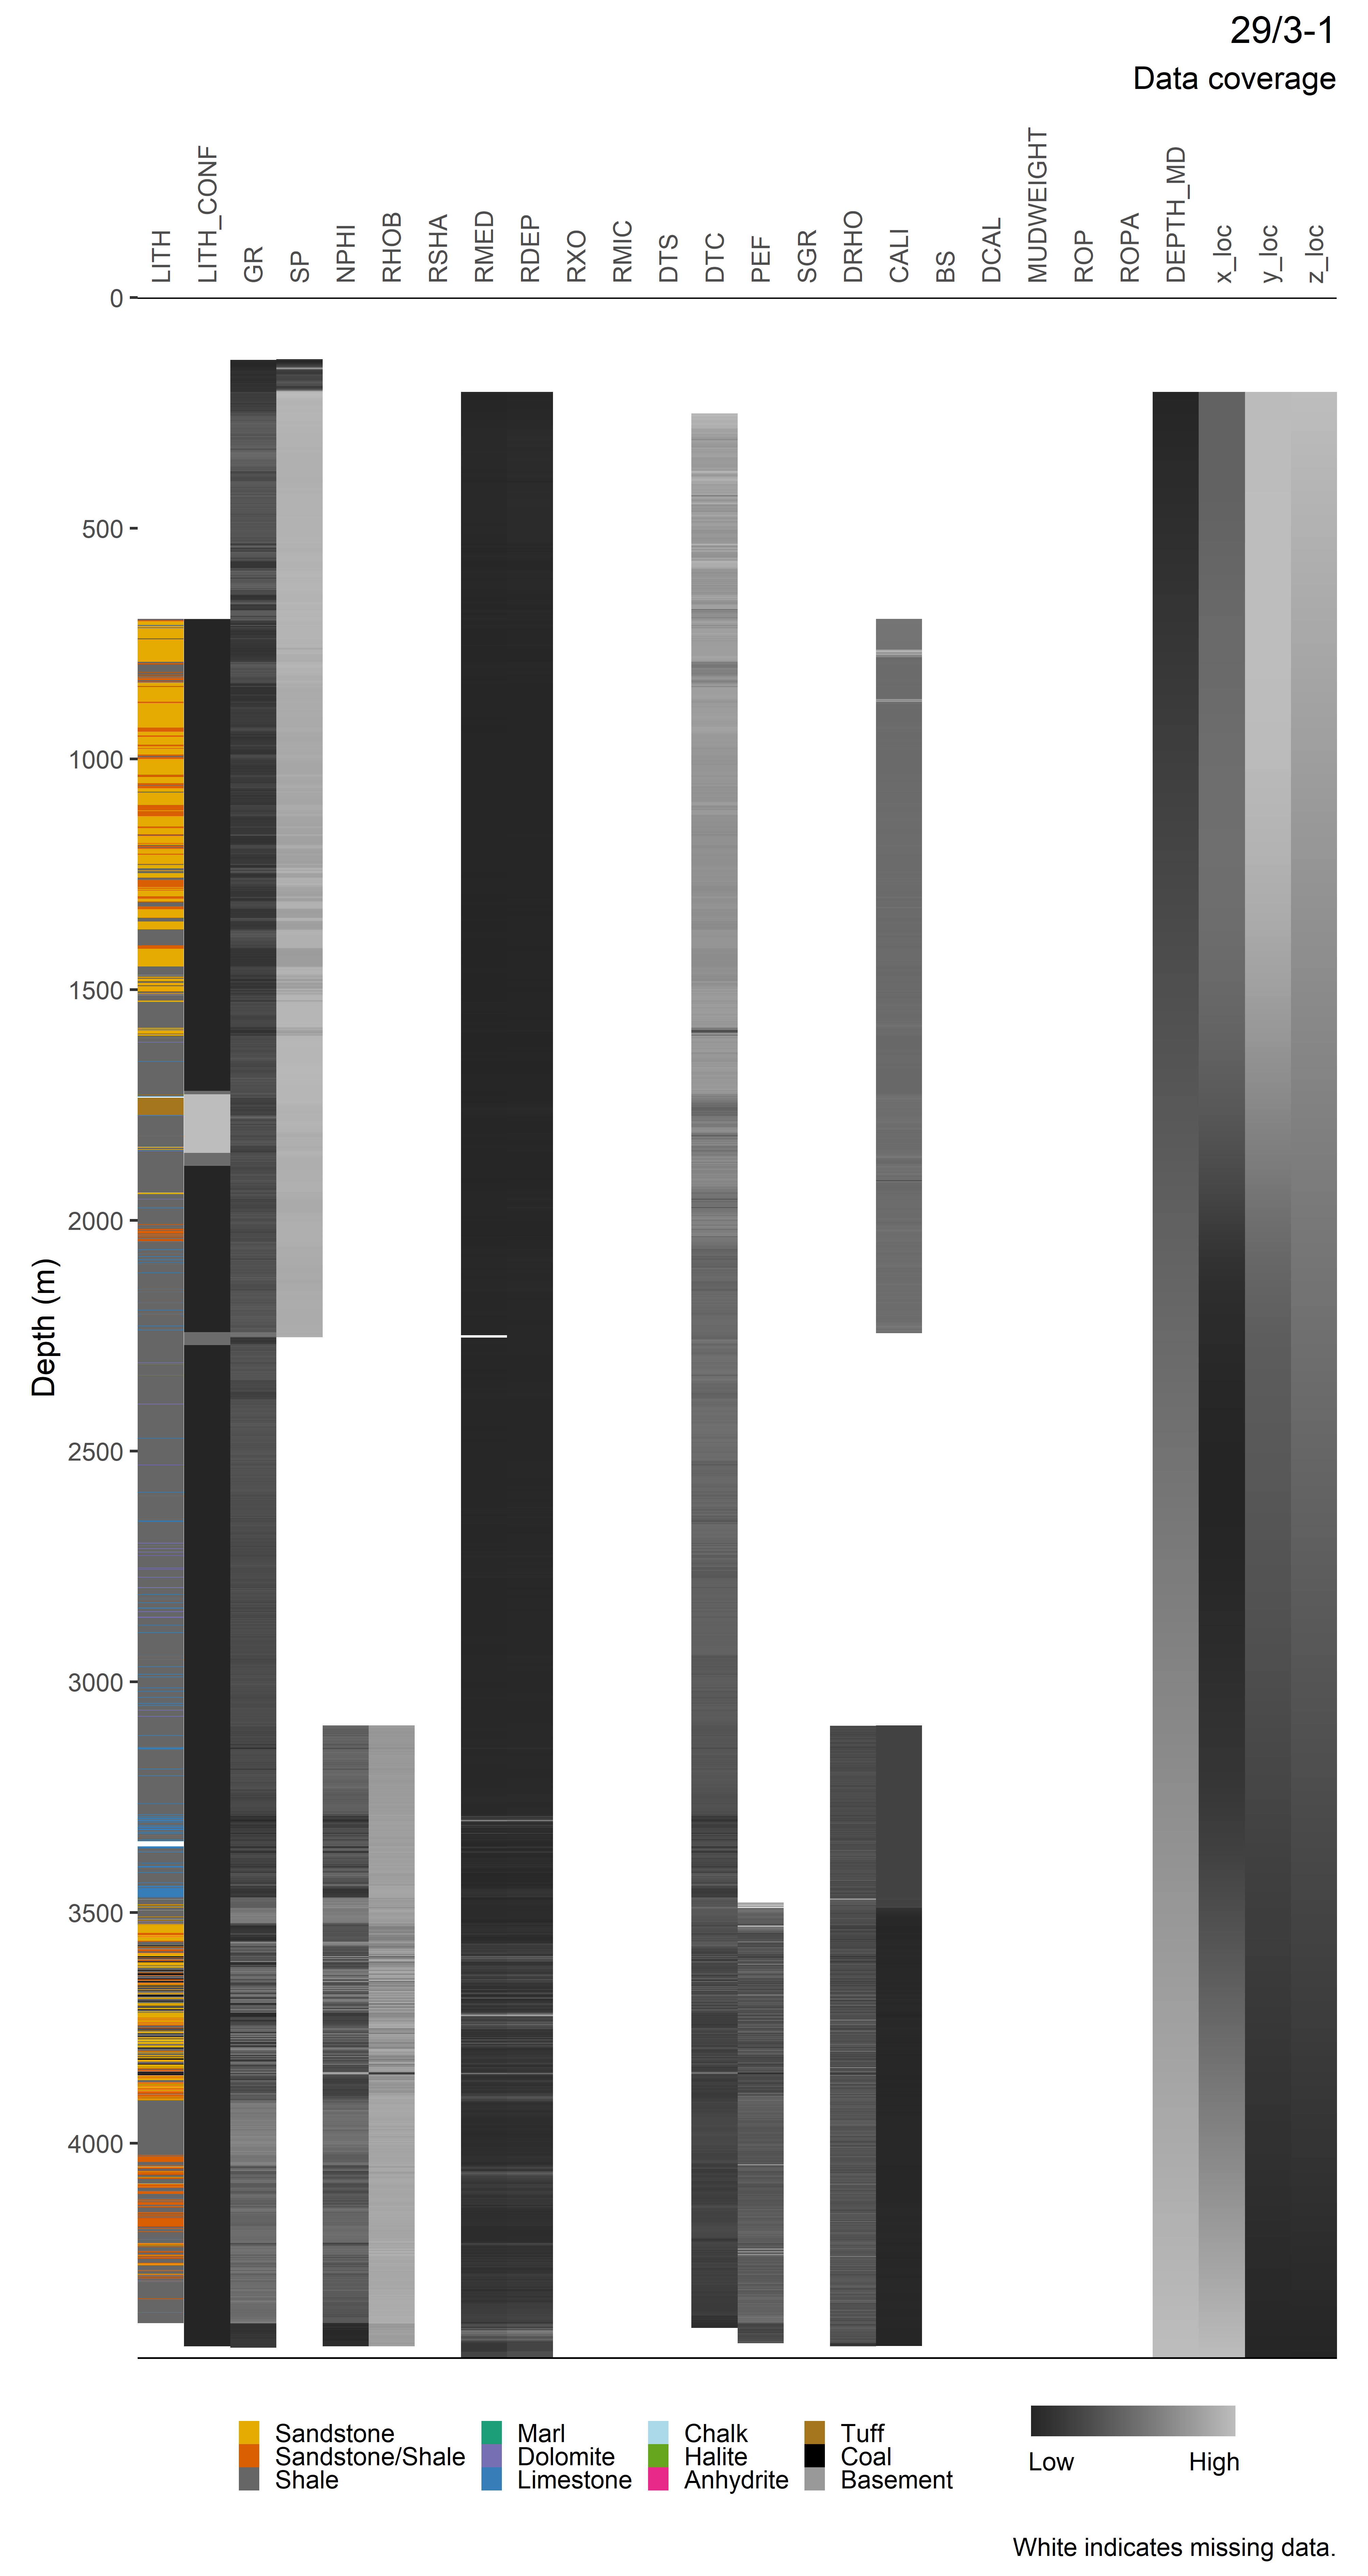 29/3-1
Data coverage
LITH
LITH_CONF
GR
SP
NPHI
RHOB
RSHA
RMED
RDEP
RXO
RMIC
DTS
DTC
PEF
SGR
DRHO
CALI
BS
DCAL
MUDWEIGHT
ROP
ROPA
DEPTH_MD
x_loc
y_loc
z_loc
0
500
1000
1500
2000
2500
3000
3500
4000
Depth (m)
Sandstone
Sandstone/Shale
Shale
Marl
Dolomite
Limestone
Chalk
Halite
Anhydrite
Tuff
Coal
Basement
Low High
White indicates missing data.